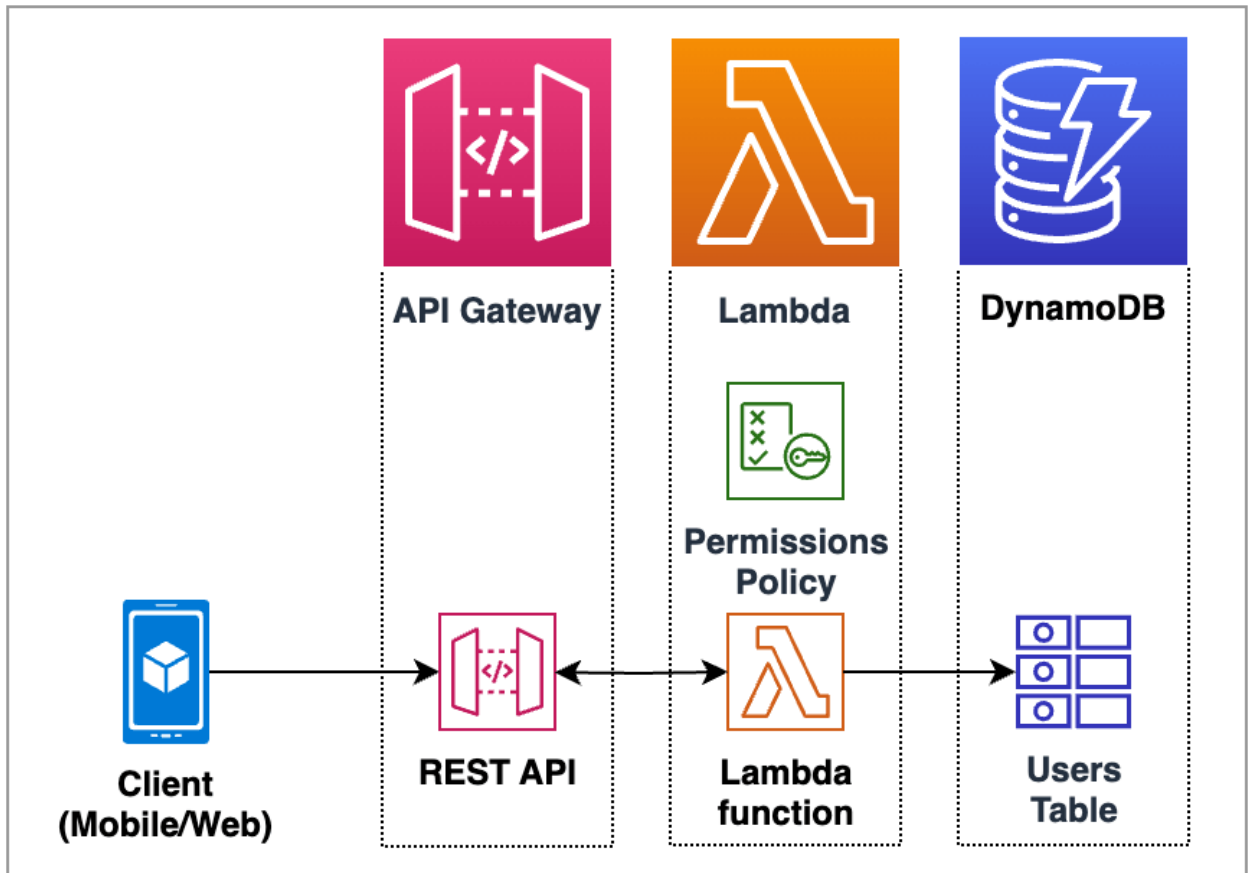 API Gateway
Lambda
DynamoDB
</>
Permissions
Policy
</>
Client
(Mobile/Web)
REST API
Lambda
function
Users
Table